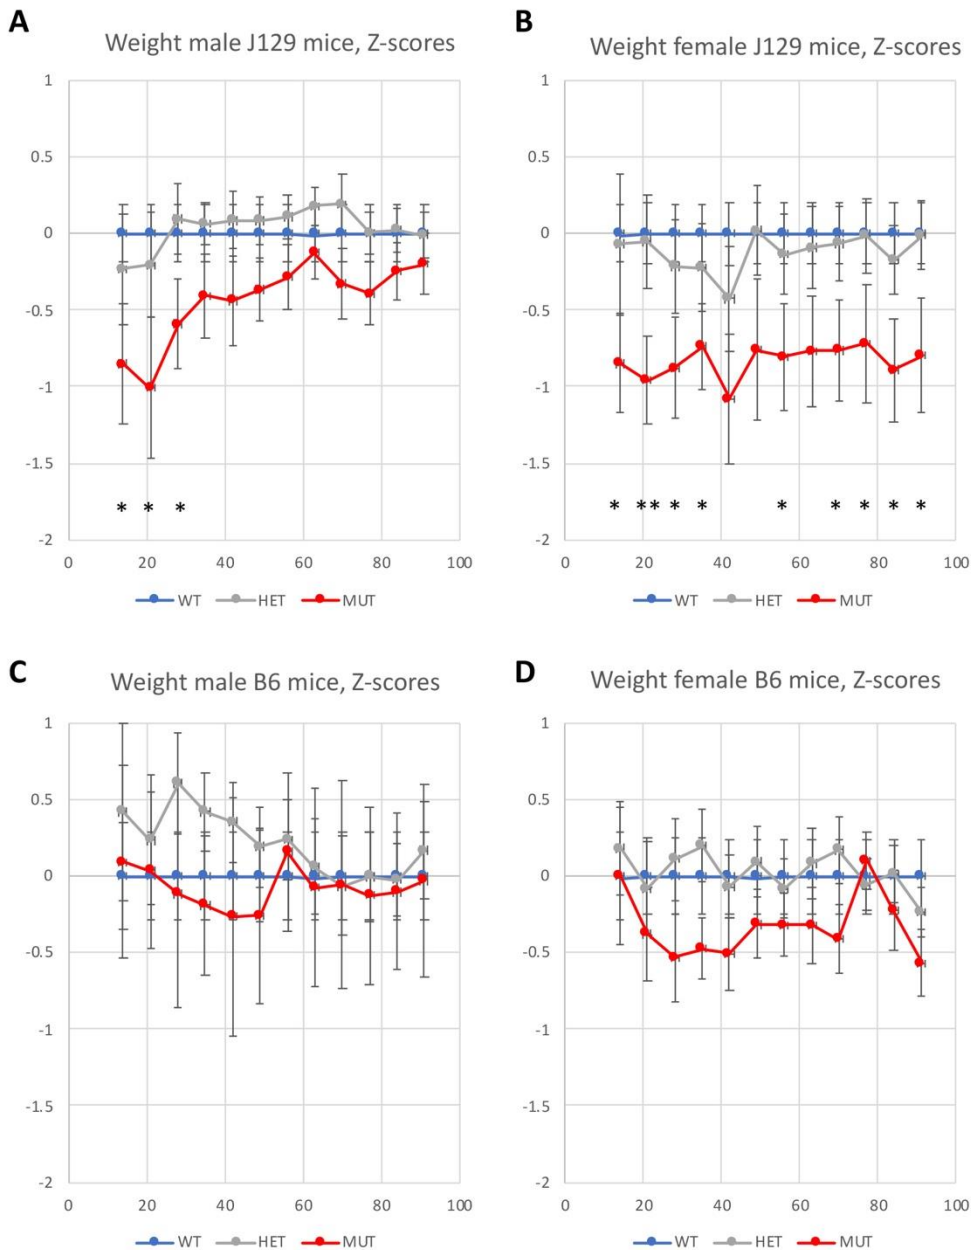 A
Weight male J129 mice, Z-scores
1
0.5
0
-0.5
-1
-1.5
* * *
-2
0 20 40 60 80 100
WT HET MUT
B
Weight female J129 mice, Z-scores
1
0.5
0
-0.5
-1
-1.5
* * * * * * * * * *
-2
0 20 40 60 80 100
WT HET MUT
C
Weight male B6 mice, Z-scores
1
0.5
0
-0.5
-1
-1.5
-2
0 20 40 60 80 100
WT HET MUT
D
Weight female B6 mice, Z-scores
1
0.5
0
-0.5
-1
-1.5
-2
0 20 40 60 80 100
WT HET MUT